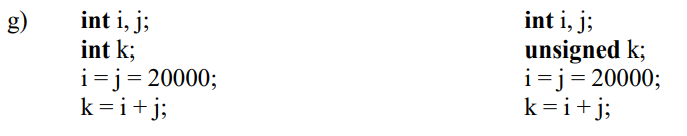 g) int i, j; int i, j;
int k; unsigned k;
i = j = 20000; i = j = 20000;
k = i + j; k = i + j;